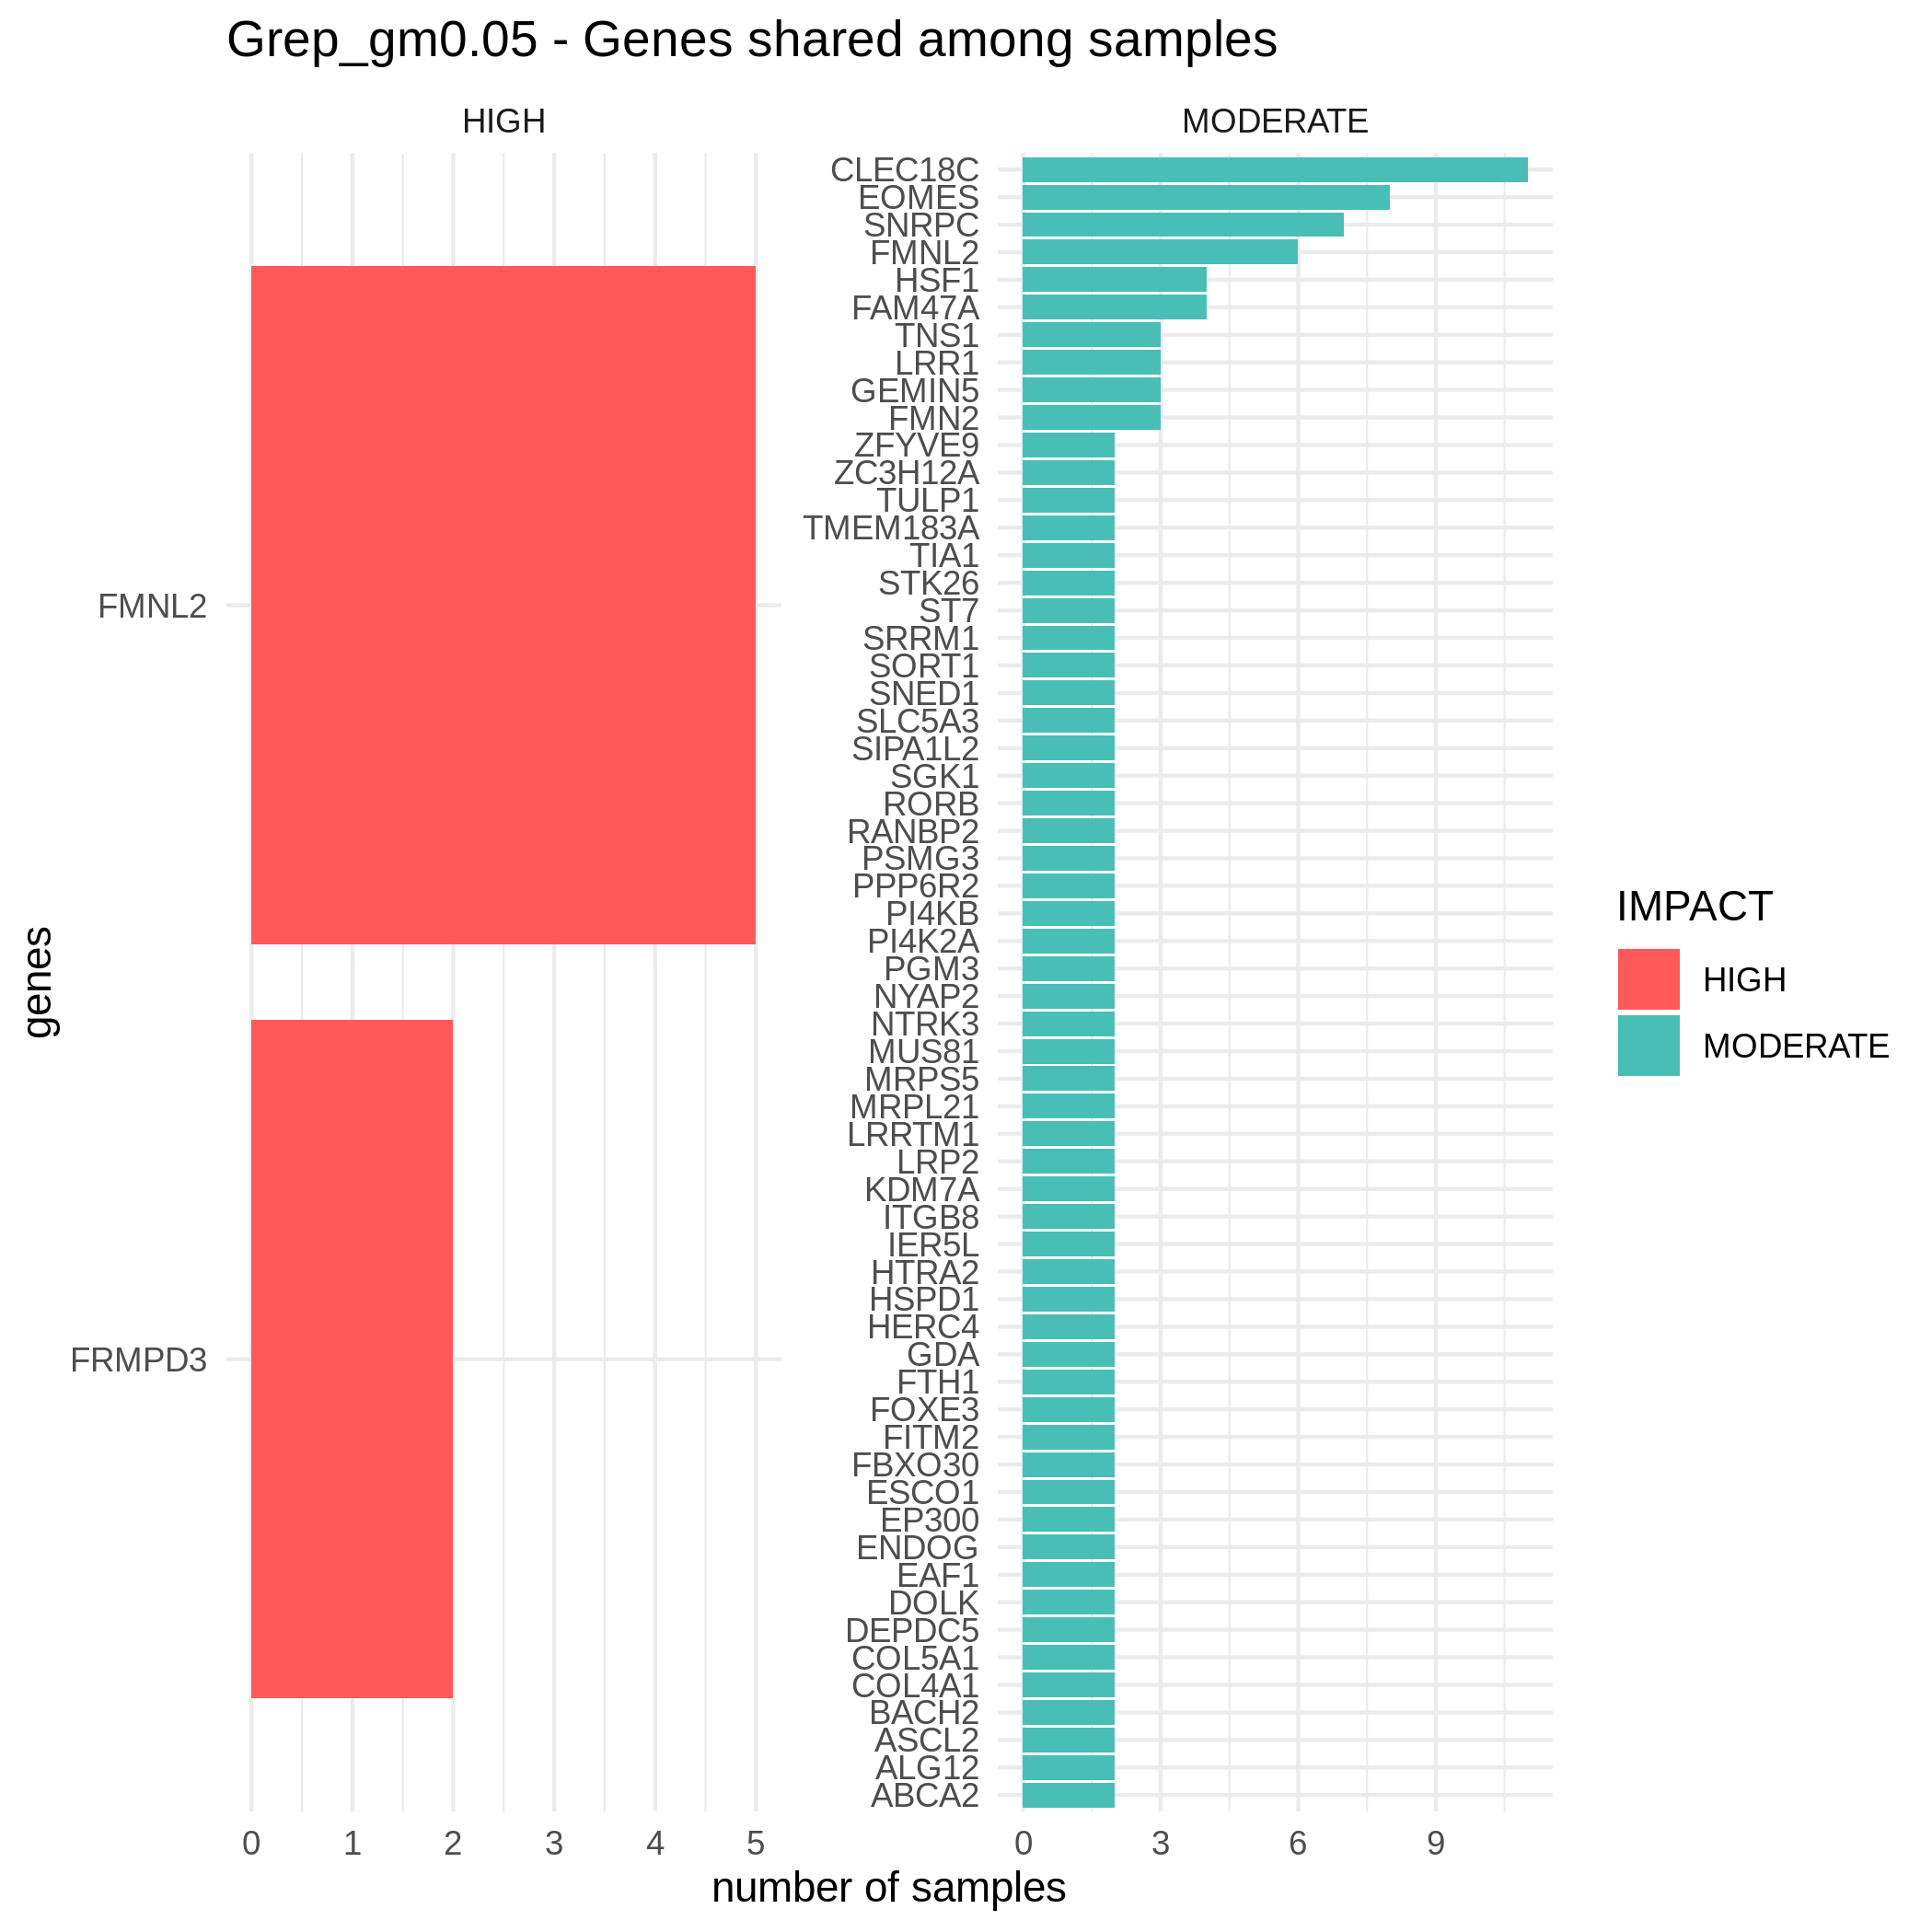 Grep_gm0.05 - Genes shared among samples
HIGH
MODERATE
genes
FMNL2
FRMPD3
0 1 2 3 4 5
CLEC18C
EOMES
SNRPC
FMNL2
HSF1
FAM47A
TNS1
LRR1
GEMIN5
FMN2
ZFYVE9
ZC3H12A
TULP1
TMEM183A
TIA1
STK26
ST7
SRRM1
SORT1
SNED1
SLC5A3
SIPA1L2
SGK1
RORB
RANBP2
PSMG3
PPP6R2
PI4KB
PI4K2A
PGM3
NYAP2
NTRK3
MUS81
MRPS5
MRPL21
LRRTM1
LRP2
KDM7A
ITGB8
IER5L
HTRA2
HSPD1
HERC4
GDA
FTH1
FOXE3
FITM2
FBXO30
ESCO1
EP300
ENDOG
EAF1
DOLK
DEPDC5
COL5A1
COL4A1
BACH2
ASCL2
ALG12
ABCA2
0 3 6 9
number of samples
IMPACT
HIGH
MODERATE